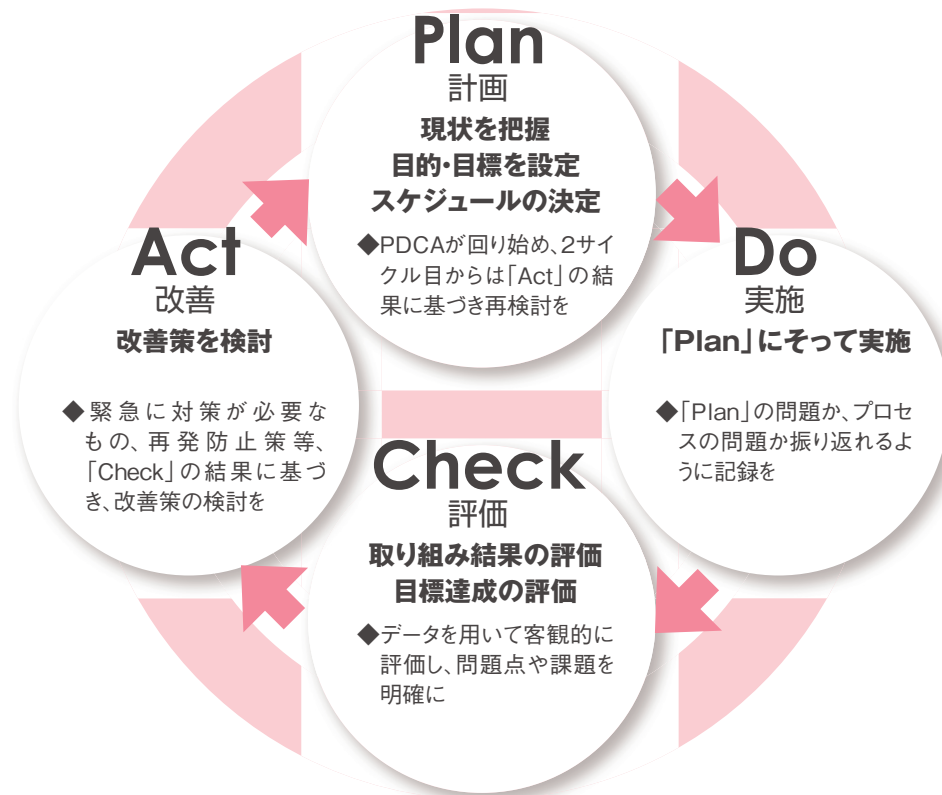 Plan
計画
現状を把握
目的・目標を設定
スケジュールの決定
◆PDCAが回り始め、2サイ
クル目からは「Act」の結
果に基づき再検討を
Do
実施
「Plan」にそって実施
◆「Plan」の問題か、プロセ
スの問題か振り返れるよ
うに記録を
Check
評価
取り組み結果の評価
目標達成の評価
◆データを用いて客観的に
評価し、問題点や課題を
明確に
Act
改善
改善策を検討
◆緊急に対策が必要な
もの、再発防止策等、
「Check」の結果に基づ
き、改善策の検討を